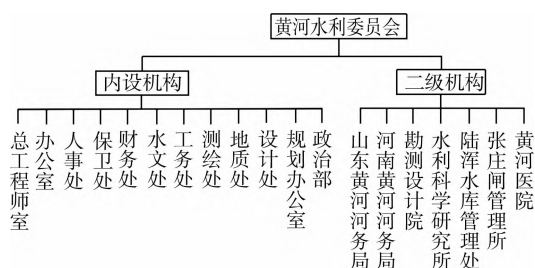 黄河水利委员会
内设机构
二级机构
总工程师室
办公室
人事处
保卫处
财务处
水文处
工务处
测绘处
地质处
设计处
规划办公室
政治部
山东黄河河务局
河南黄河河务局
勘测设计院
水利科学研究所
陆浑水库管理处
张庄闸管理所
黄河医院